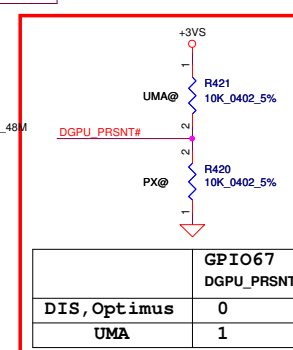 +3VS
1
R421
UMA@
10K_0402_5%
_48M
2
DGPU_PRSNT#
2
R420
PX@
10K_0402_5%
1
GPIO67
DGPU_PRSNT
DIS,Optimus 0
UMA 1